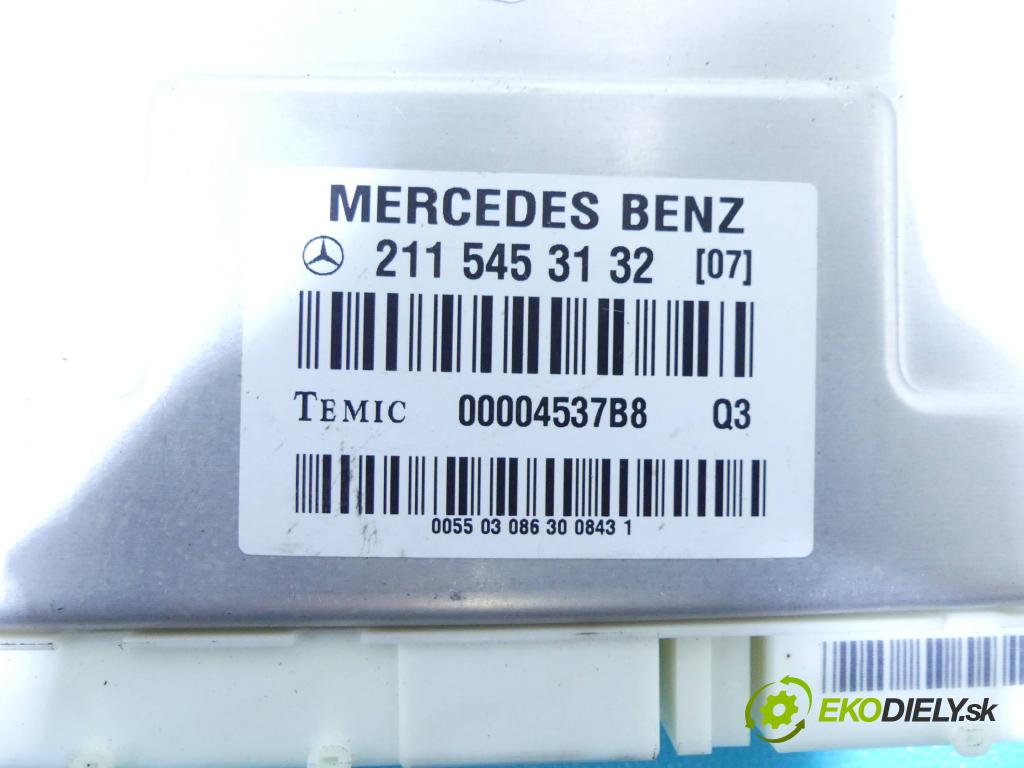 MERCEDES BENZ
211 545 31 32 [07]
TEMIC 00004537B8 Q3
0055 03 086 30 0843 1
EKODIELY.sk